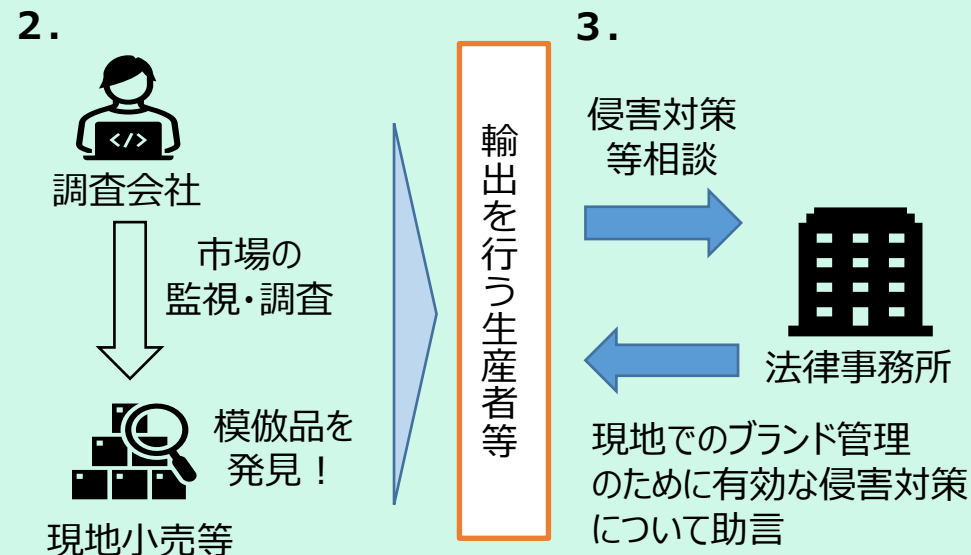 ２.
</>
調査会社
市場の
監視・調査
模倣品を
発見！
現地小売等
輸出を行う生産者等
３.
侵害対策
等相談
法律事務所
現地でのブランド管理
のために有効な侵害対策
について助言